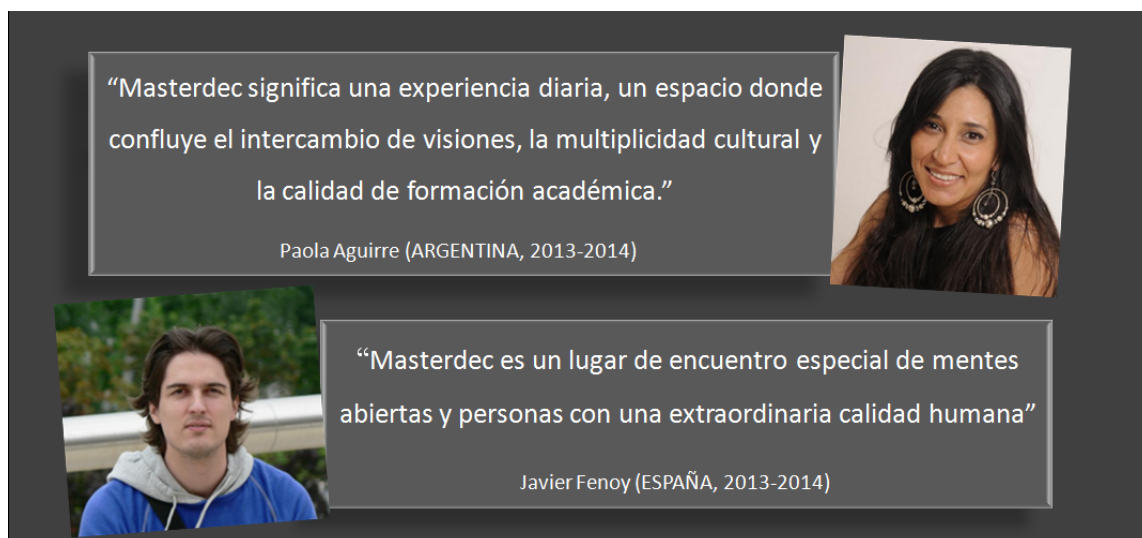 “Masterdec significa una experiencia diaria, un espacio donde
confluye el intercambio de visiones, la multiplicidad cultural y
la calidad de formación académica.”
Paola Aguirre (ARGENTINA, 2013-2014)
“Masterdec es un lugar de encuentro especial de mentes
abiertas y personas con una extraordinaria calidad humana”
Javier Fenoy (ESPAÑA, 2013-2014)